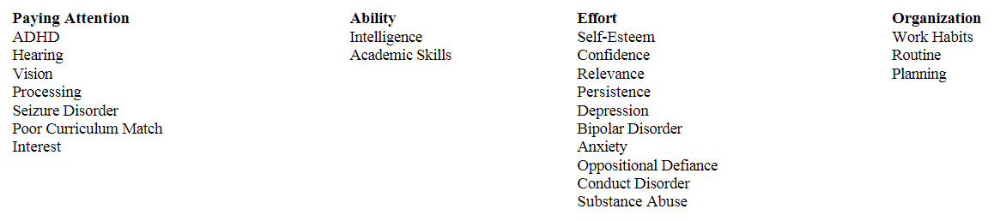 Paying Attention
ADHD
Hearing
Vision
Processing
Seizure Disorder
Poor Curriculum Match
Interest
Ability
Intelligence
Academic Skills
Effort
Self-Esteem
Confidence
Relevance
Persistence
Depression
Bipolar Disorder
Anxiety
Oppositional Defiance
Conduct Disorder
Substance Abuse
Organization
Work Habits
Routine
Planning